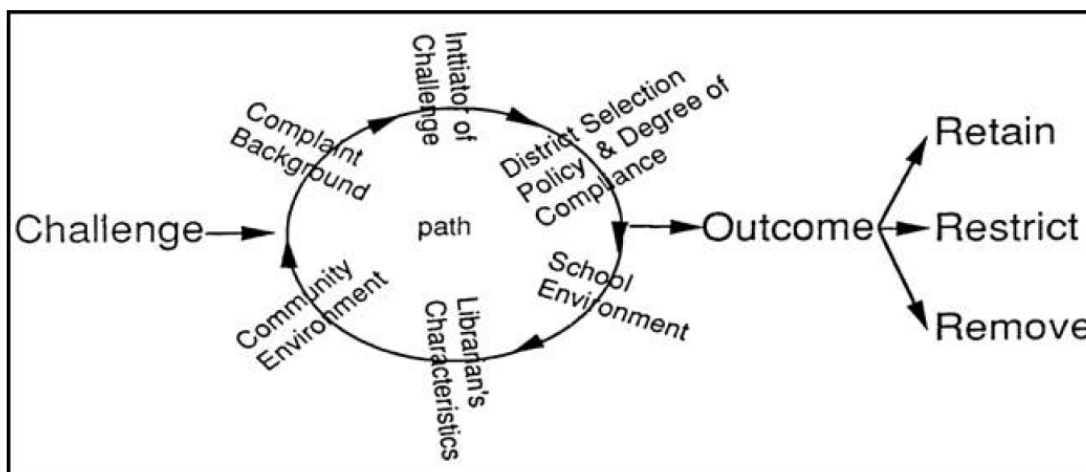 Challenge
Complaint
Background
Inttiator of
Challenge
District Selection
Policy & Degree of
Compliance
path
School
Environment
Librarian's
Characteristics
Community
Environment
Outcome
Retain
Restrict
Remove